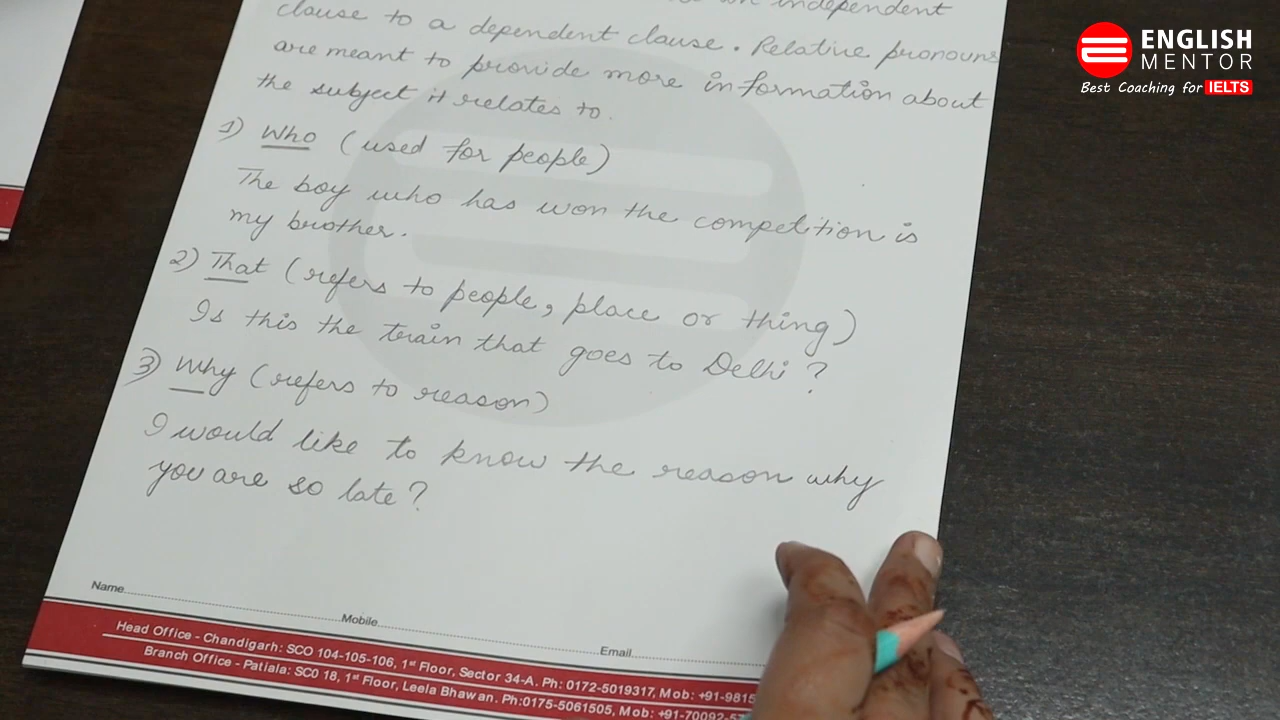 independent
clause to a dependent clause. Relative pronouns
are meant to provide more information about
the subject it relates to.
1) Who (used for people)
The boy who has won the competition is
my brother.
2) That (refers to people, place or thing)
Is this the train that goes to Delhi?
3) Why (refers to reason)
I would like to know the reason why
you are so late?
Name
Mobile
Email
Head Office - Chandigarh: SCO 104-105-106, 1st Floor, Sector 34-A. Ph: 0172-5019317, Mob: +91-9815
Branch Office - Patiala: SC0 18, 1st Floor, Leela Bhawan. Ph:0175-5061505, Mob: +91-70092-5
ENGLISH
MENTOR
Best Coaching for IELTS